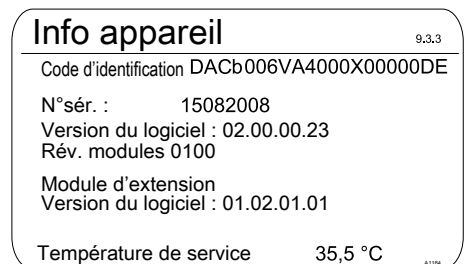 Info appareil 9.3.3
Code d'identification DACb006VA4000X00000DE
N°sér. : 15082008
Version du logiciel : 02.00.00.23
Rév. modules 0100
Module d'extension
Version du logiciel : 01.02.01.01
Température de service 35,5 °C
A1184